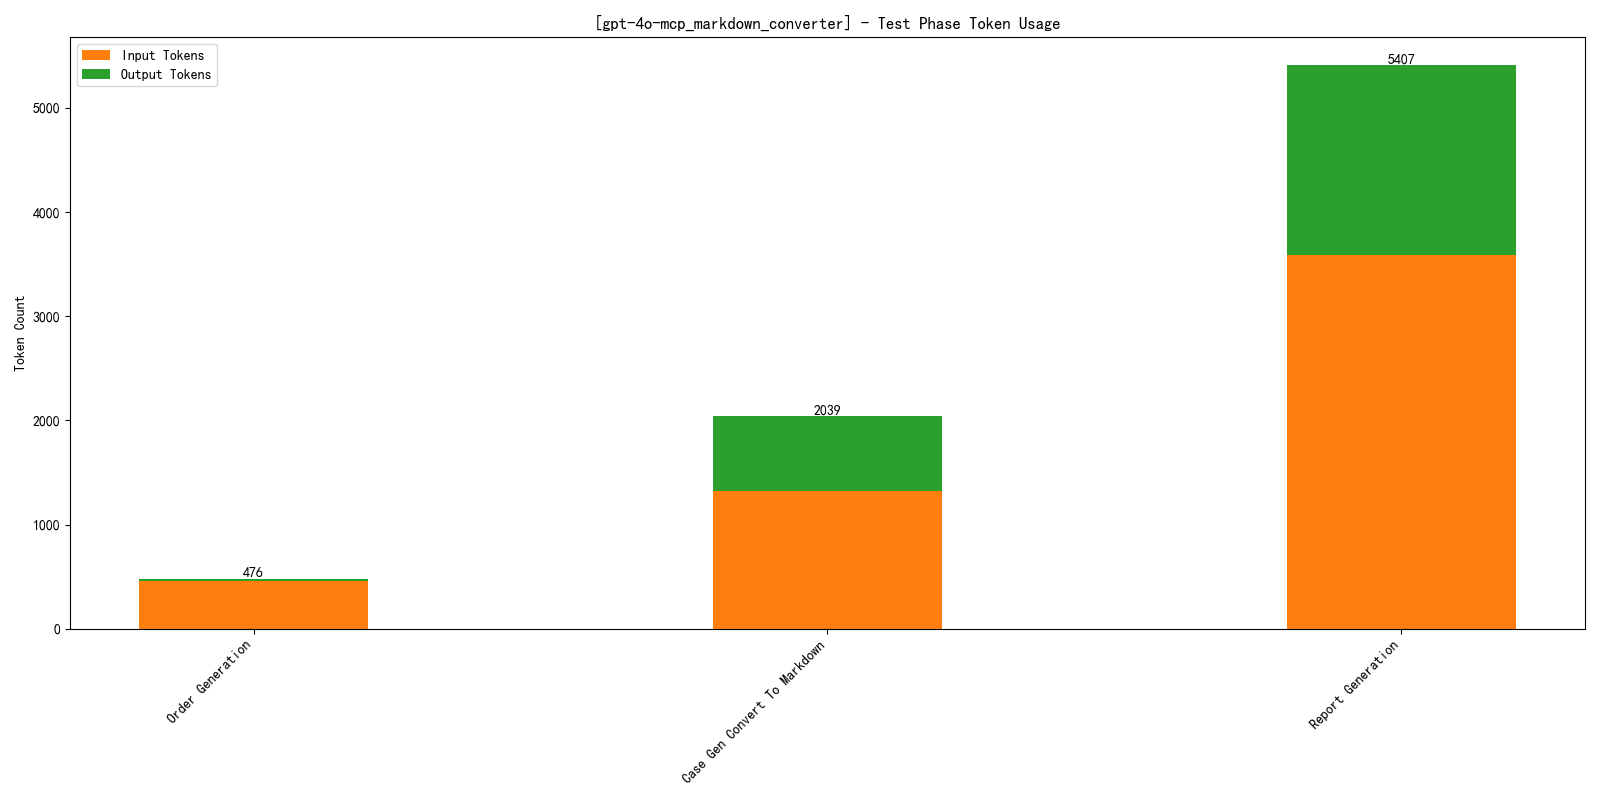 [gpt-4o-mcp_markdown_converter] - Test Phase Token Usage
Input Tokens
Output Tokens
5407
2039
476
Token Count
5000
4000
3000
2000
1000
0
Order Generation
Case Gen Convert To Markdown
Report Generation